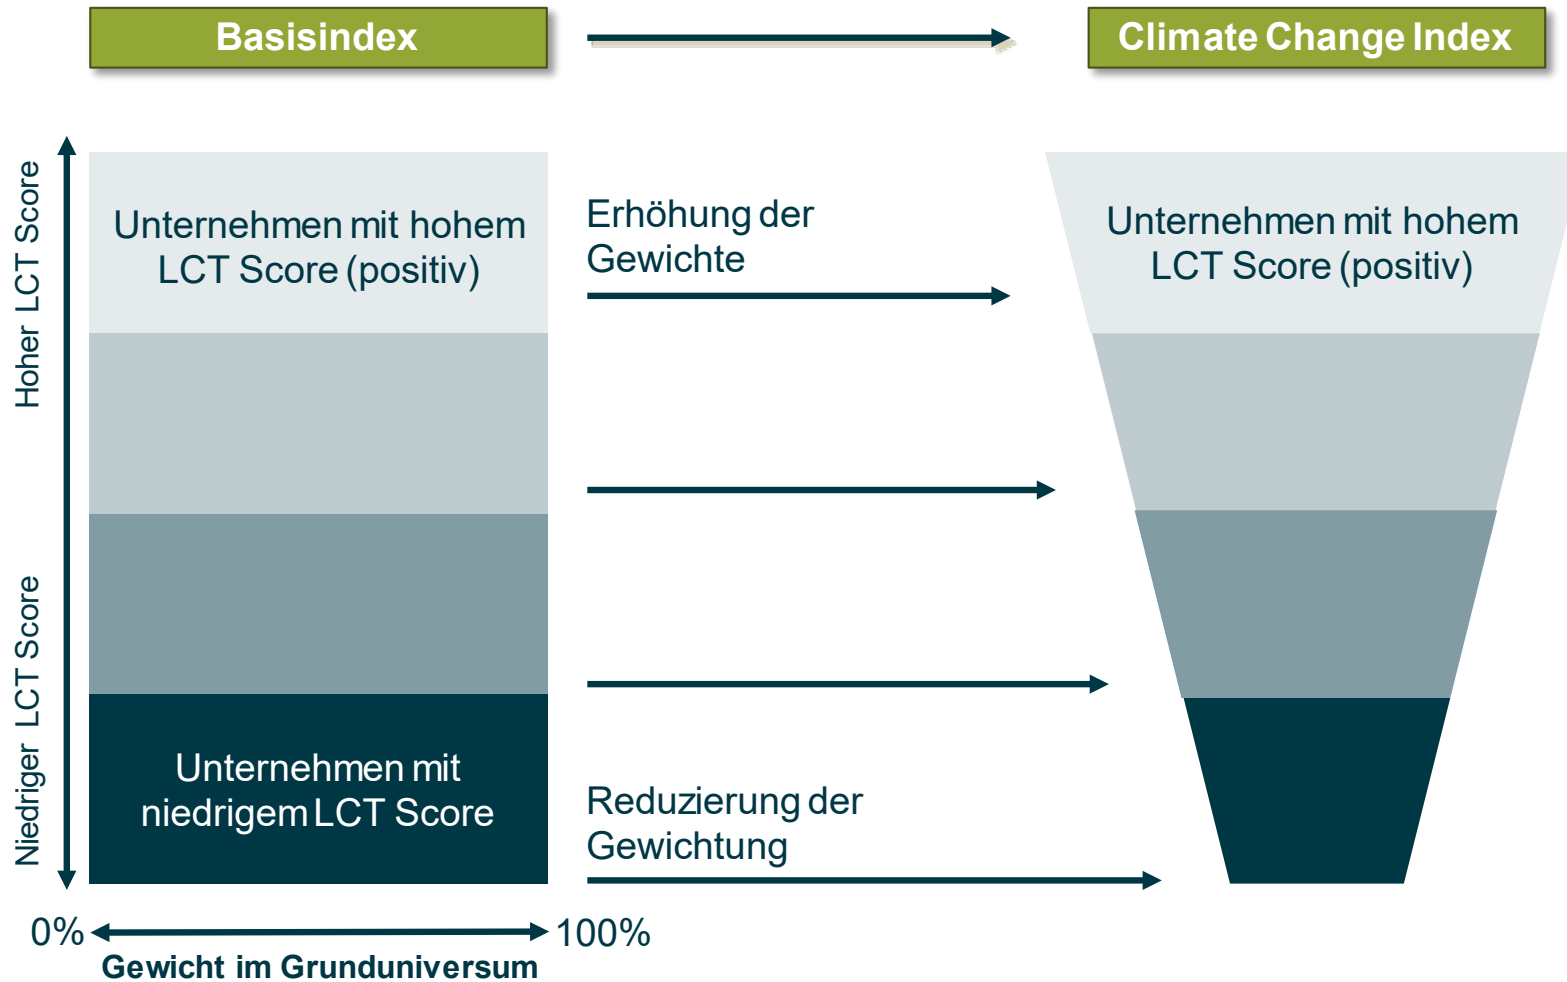 Basisindex
Climate Change Index
Hoher LCT Score
Niedriger LCT Score
Unternehmen mit hohem
LCT Score (positiv)
Unternehmen mit
niedrigem LCT Score
Erhöhung der
Gewichte
Reduzierung der
Gewichtung
Unternehmen mit hohem
LCT Score (positiv)
0%
100%
Gewicht im Grunduniversum